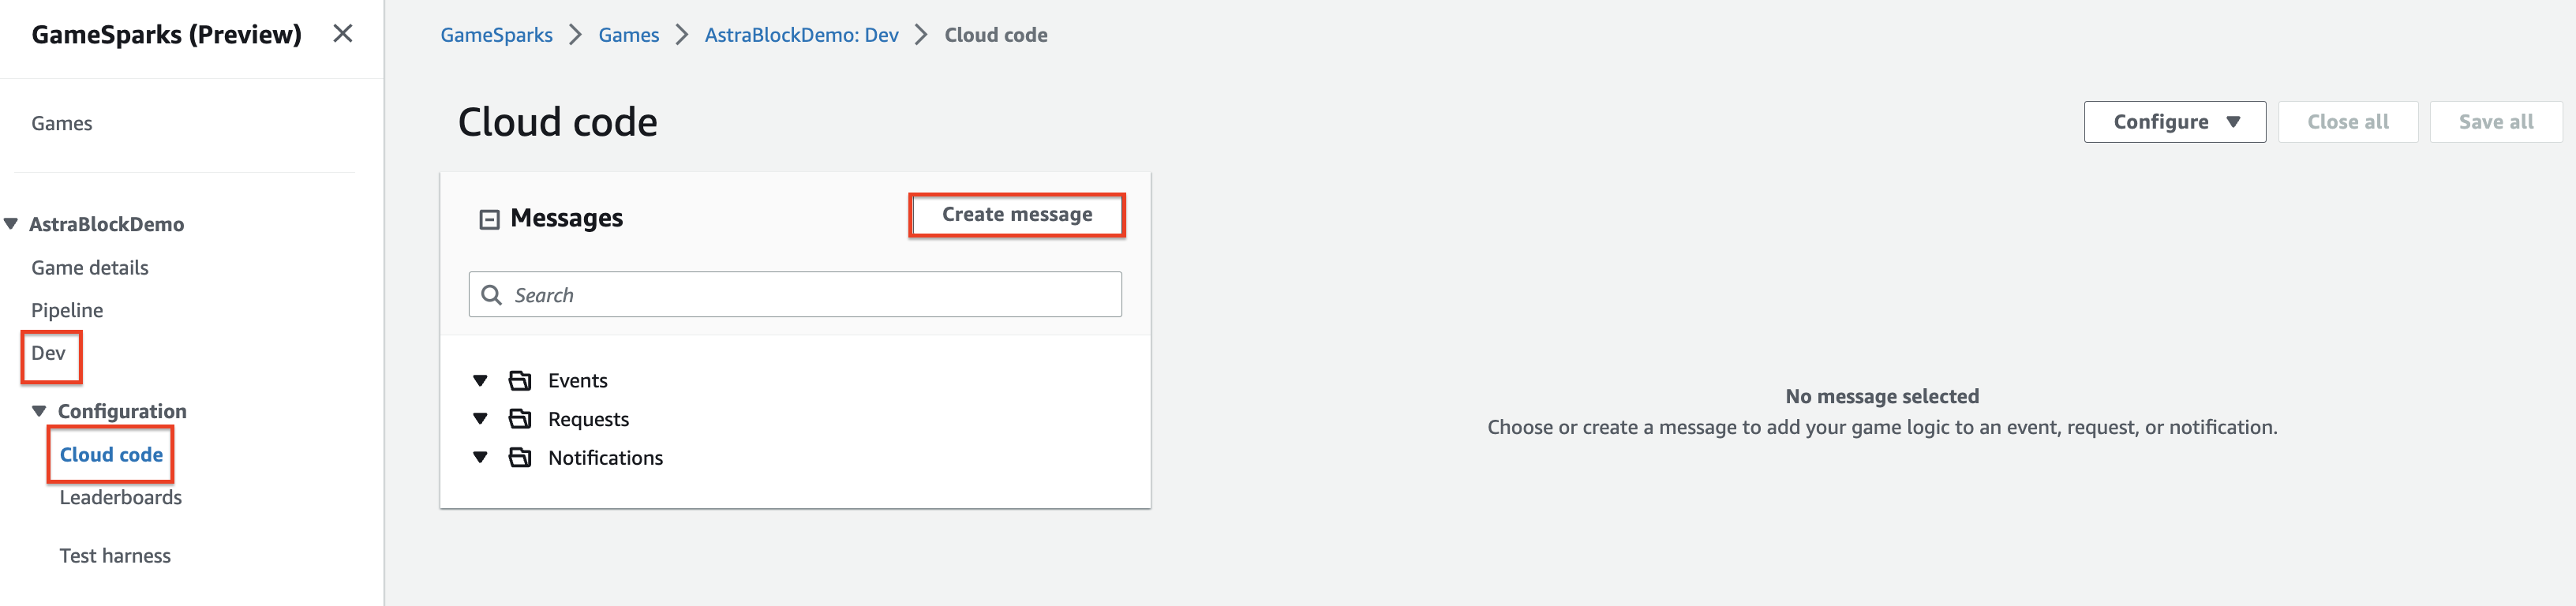 GameSparks (Preview)
Games
AstraBlockDemo
Game details
Pipeline
Dev
Configuration
Cloud code
Leaderboards
Test harness
GameSparks > Games > AstraBlockDemo: Dev > Cloud code
Cloud code
Configure
Close all
Save all
Messages
Create message
Search
Events
Requests
Notifications
No message selected
Choose or create a message to add your game logic to an event, request, or notification.